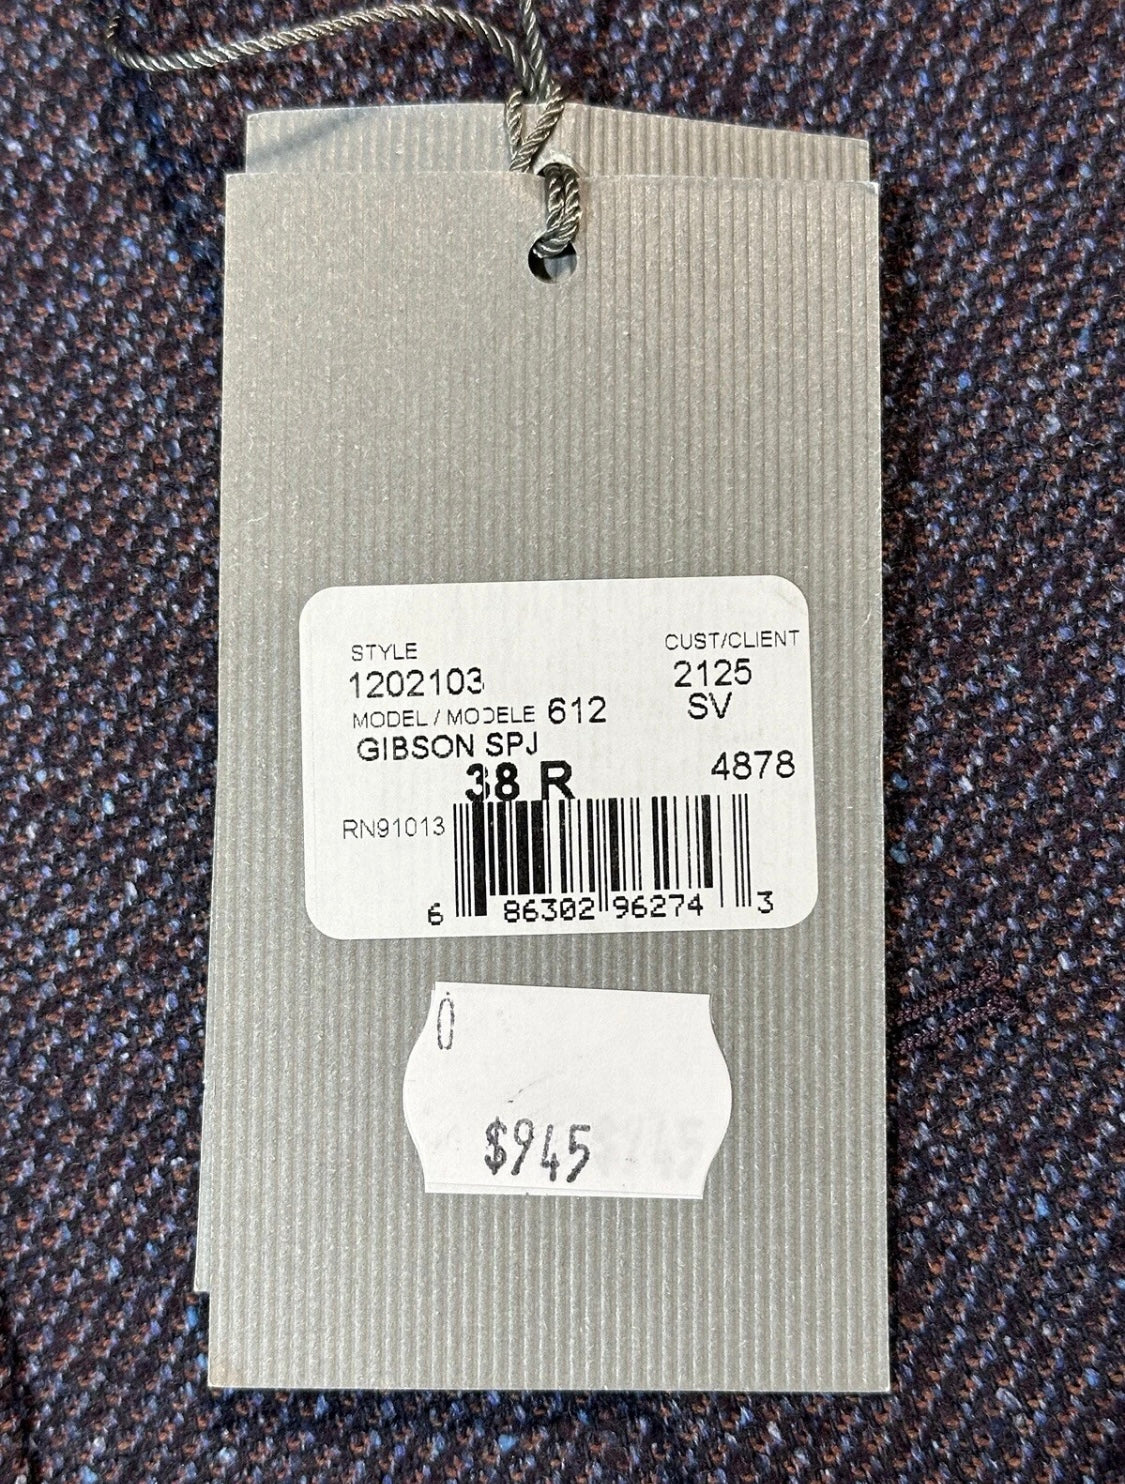 STYLE CUST/CLIENT
1202103 2125
MODEL / MODELE 612 SV
GIBSON SPJ
38 R 4878
RN91013
6 86302 96274 3
0
$945